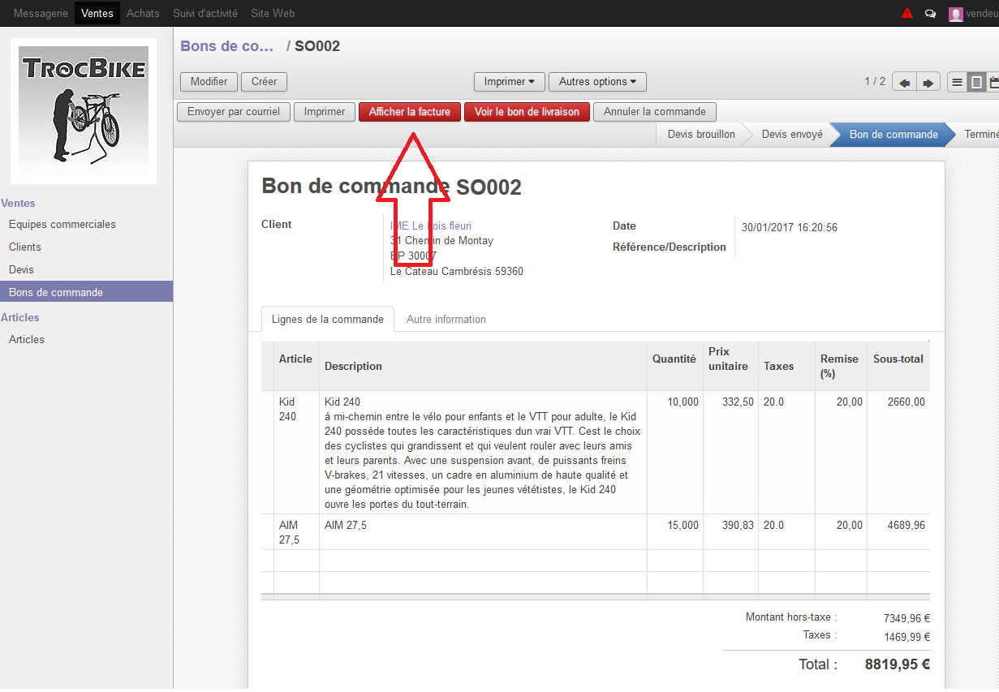 Messagerie Ventes Achats Suivi d'activité Site Web vendeu
TROCBIKE
Bons de co... / SO002
Modifier Créer Imprimer Autres options 1 / 2
Envoyer par courriel Imprimer Afficher la facture Voir le bon de livraison Annuler la commande
Devis brouillon Devis envoyé Bon de commande Terminé
Ventes
Equipes commerciales
Clients
Devis
Bons de commande
Articles
Articles
Bon de commande SO002
Client
IME Le bois fleuri
31 Chemin de Montay
BP 30007
Le Cateau Cambrésis 59360
Date 30/01/2017 16:20:56
Référence/Description
Lignes de la commande Autre information
Article Description Quantité Prix unitaire Taxes Remise (%) Sous-total
Kid 240
Kid 240
à mi-chemin entre le vélo pour enfants et le VTT pour adulte, le Kid
240 possède toutes les caractéristiques dun vrai VTT. Cest le choix
des cyclistes qui grandissent et qui veulent rouler avec leurs amis
et leurs parents. Avec une suspension avant, de puissants freins
V-brakes, 21 vitesses, un cadre en aluminium de haute qualité et
une géométrie optimisée pour les jeunes vététistes, le Kid 240
ouvre les portes du tout-terrain.
10,000 332,50 20.0 20,00 2660,00
AIM 27,5 AIM 27,5 15,000 390,83 20.0 20,00 4689,96
Montant hors-taxe : 7349,96 €
Taxes : 1469,99 €
Total : 8819,95 €